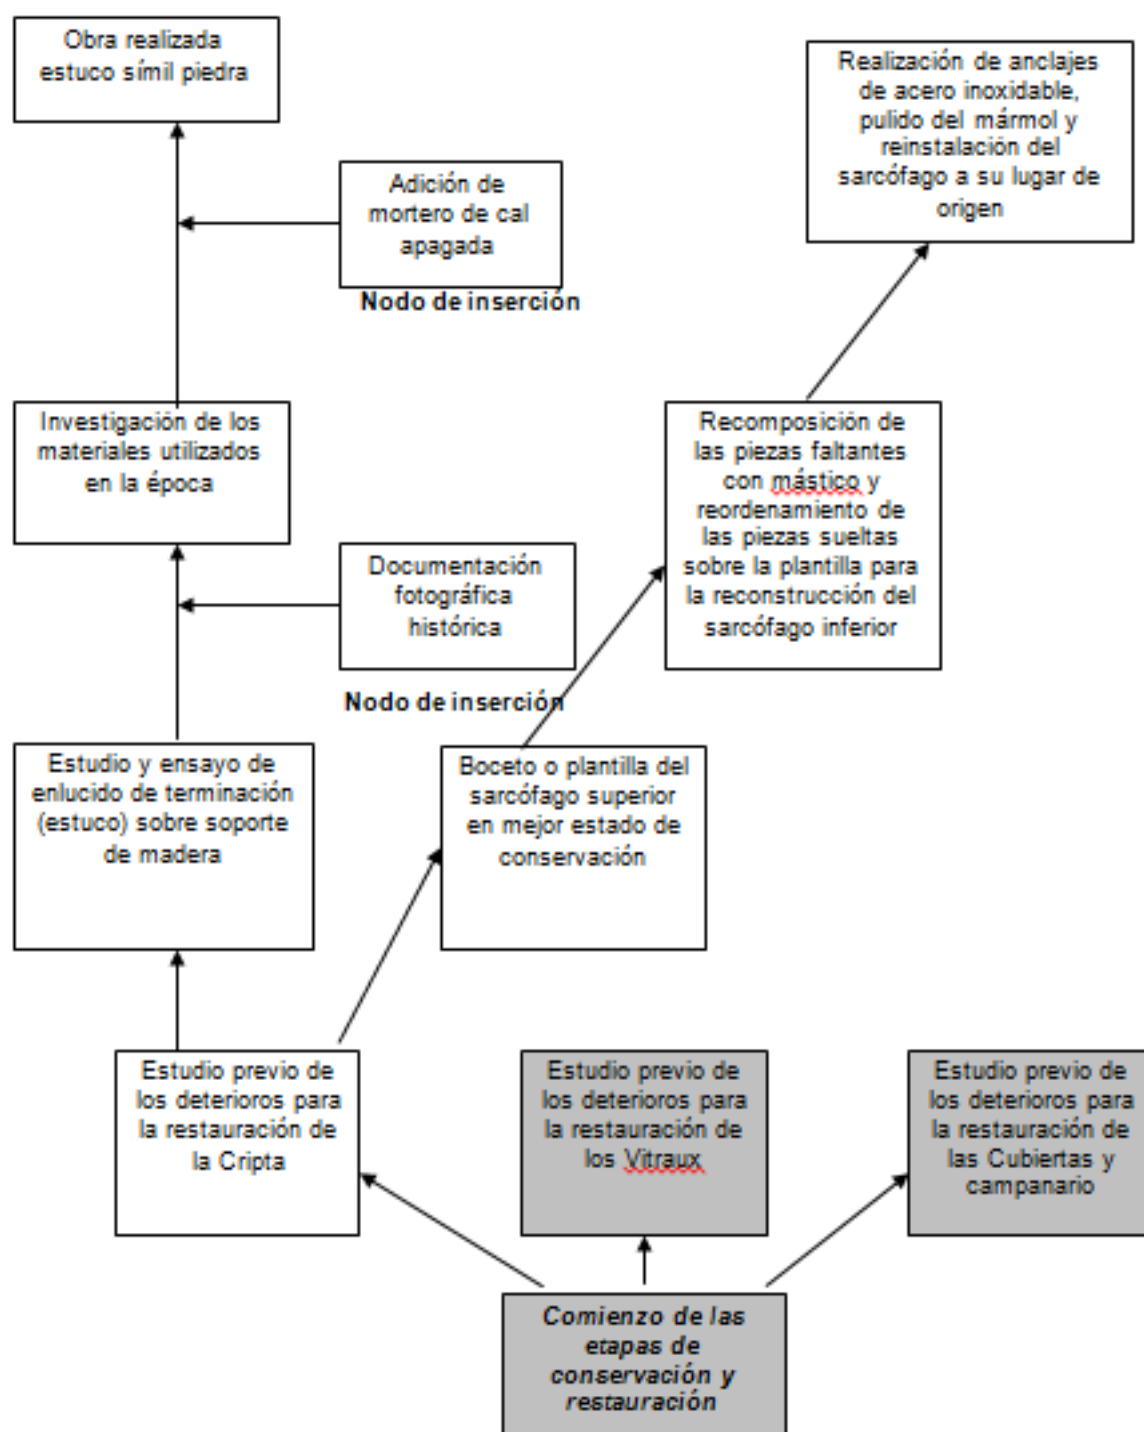 Obra realizada
estuco símil piedra
Realización de anclajes
de acero inoxidable,
pulido del mármol y
reinstalación del
sarcófago a su lugar de
origen
Adición de
mortero de cal
apagada
Nodo de inserción
Investigación de los
materiales utilizados
en la época
Recomposición de
las piezas faltantes
con mástico y
reordenamiento de
las piezas sueltas
sobre la plantilla para
la reconstrucción del
sarcófago inferior
Documentación
fotográfica
histórica
Nodo de inserción
Estudio y ensayo de
enlucido de terminación
(estuco) sobre soporte
de madera
Boceto o plantilla del
sarcófago superior
en mejor estado de
conservación
Estudio previo de
los deterioros para
la restauración de
la Cripta
Estudio previo de
los deterioros para
la restauración de
los Vitraux
Estudio previo de
los deterioros para
la restauración de
las Cubiertas y
campanario
Comienzo de las
etapas de
conservación y
restauración